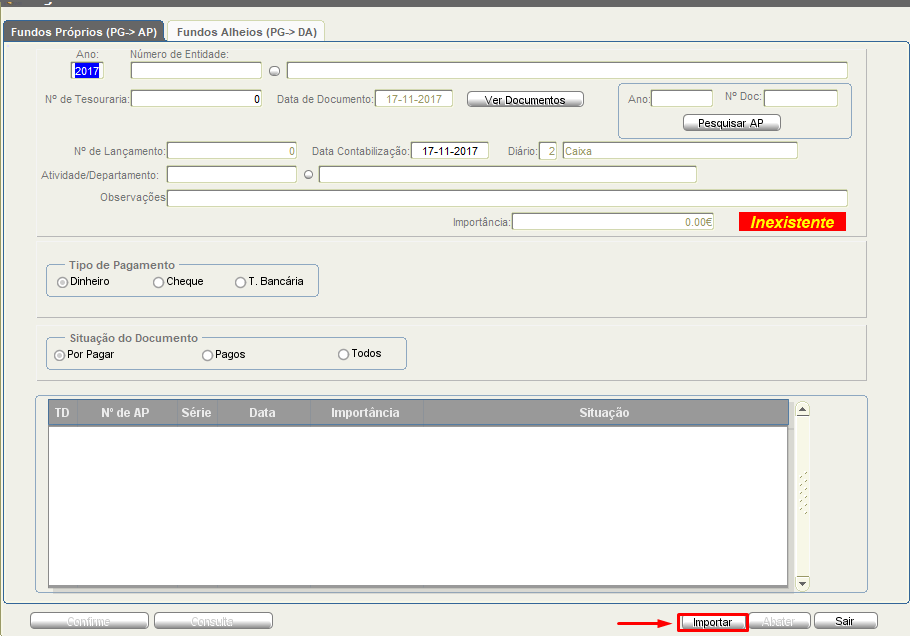 Fundos Próprios (PG-> AP) Fundos Alheios (PG-> DA)
Ano: Número de Entidade:
2017
Nº de Tesouraria: 0 Data de Documento: 17-11-2017 Ver Documentos Ano: Nº Doc:
Pesquisar AP
Nº de Lançamento: 0 Data Contabilização: 17-11-2017 Diário: 2 Caixa
Atividade/Departamento:
Observações
Importância: 0.00€ Inexistente
Tipo de Pagamento
Dinheiro Cheque T. Bancária
Situação do Documento
Por Pagar Pagos Todos
TD Nº de AP Série Data Importância Situação
Confirme Consulta Importar Abater Sair